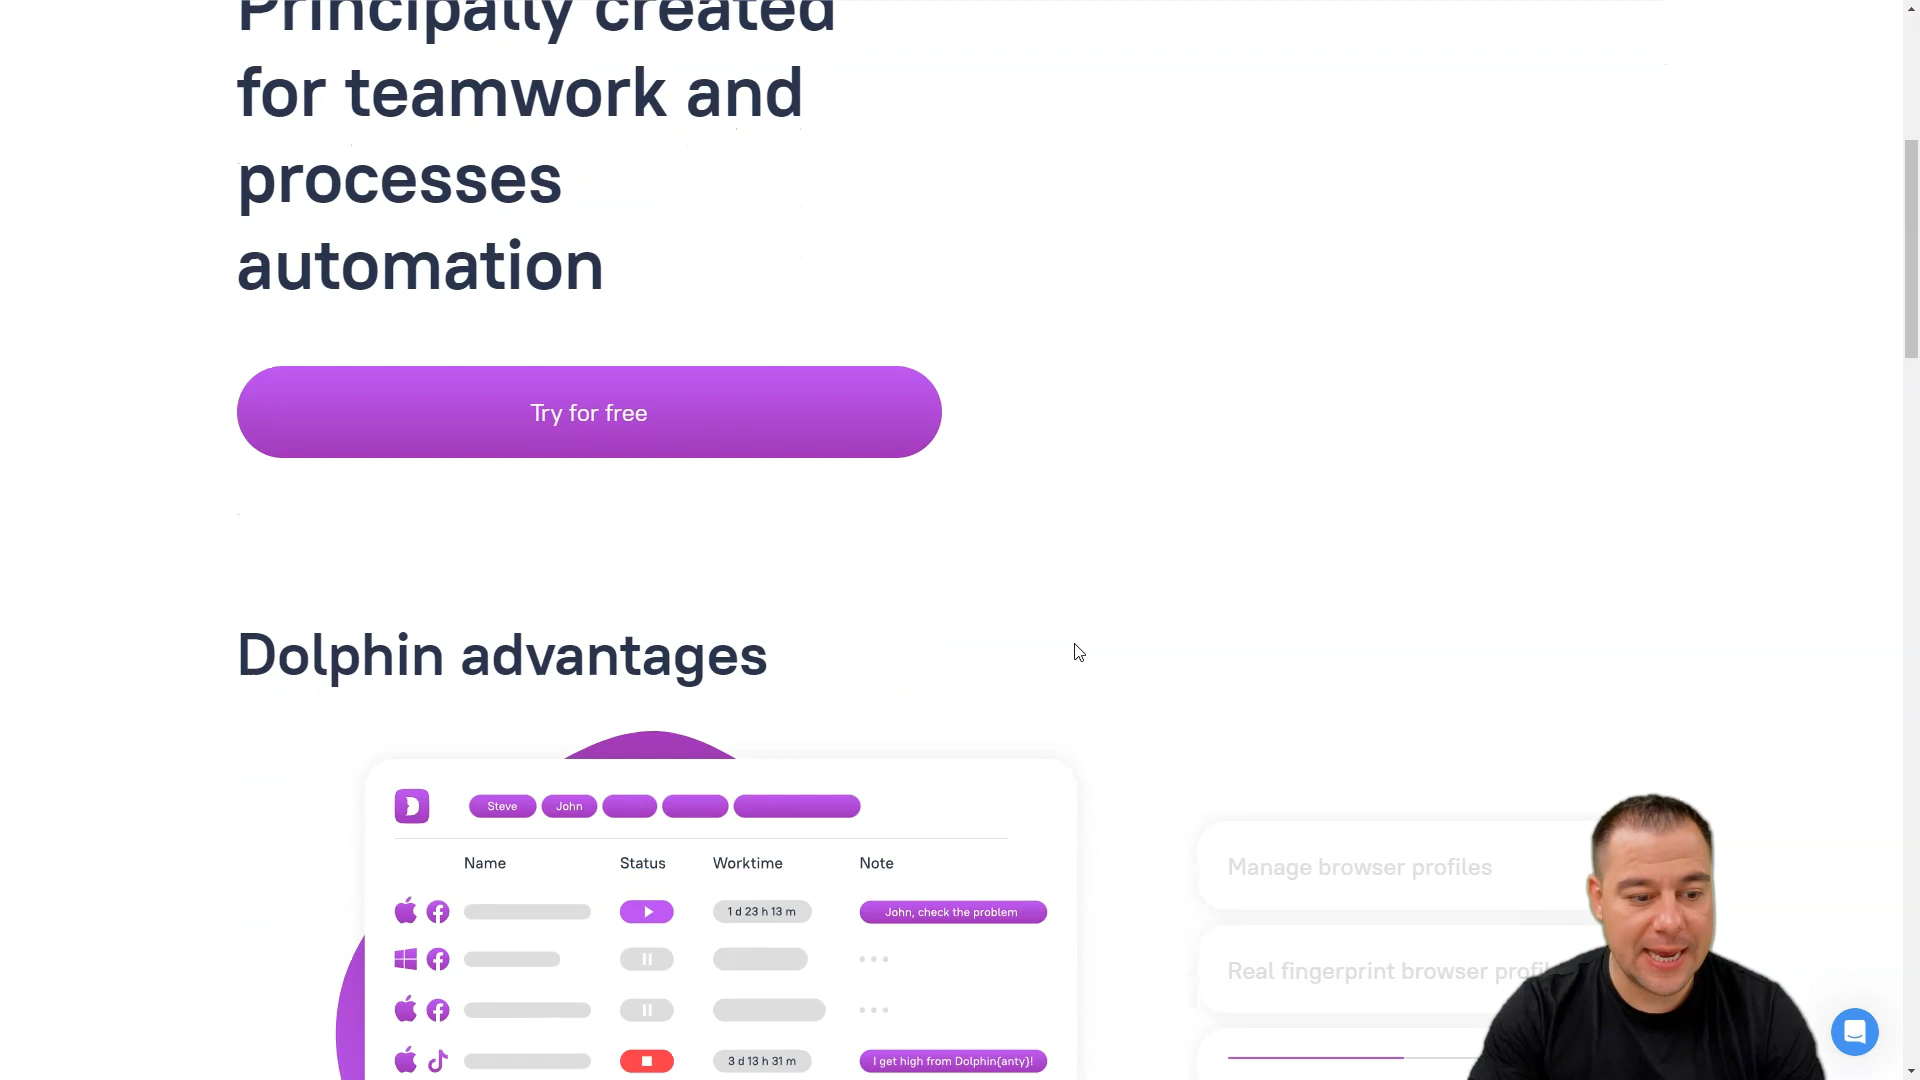 Principally created
for teamwork and
processes
automation
Try for free
Dolphin advantages
Steve John
Name Status Worktime Note
1 d 23 h 13 m John, check the problem
3 d 13 h 31 m I get high from Dolphin{anty}!
Manage browser profiles
Real fingerprint browser